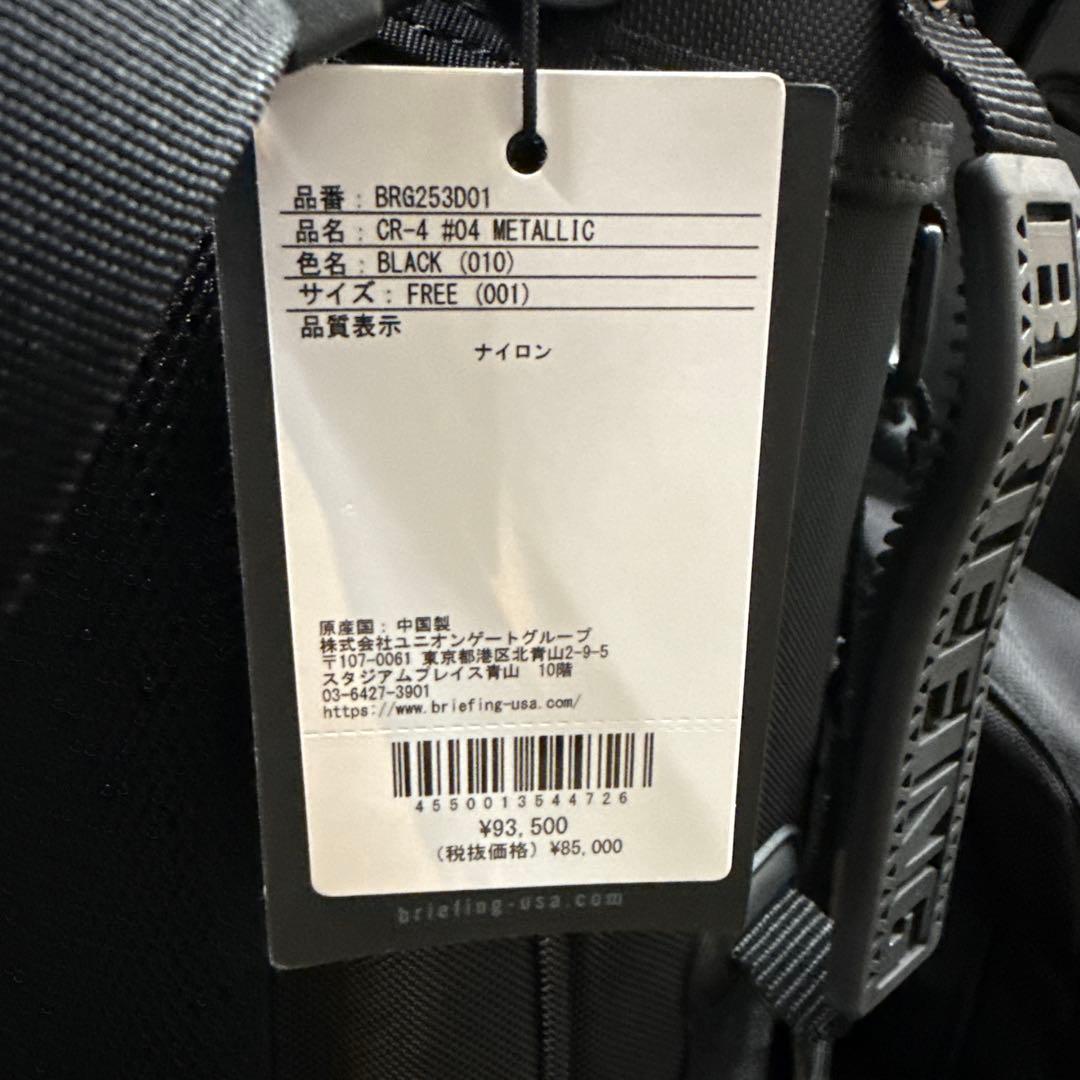 品番: BRG253D01
品名: CR-4 #04 METALLIC
色名: BLACK (010)
サイズ: FREE (001)
品質表示
ナイロン
原産国: 中国製
株式会社ユニオンゲートグループ
〒107-0061 東京都港区北青山2-9-5
スタジアムプレイス青山 10階
03-6427-3901
https://www.briefing-usa.com/
4550013544726
¥93,500
(税抜価格) ¥85,000
briefing-usa.com
BRIEFING